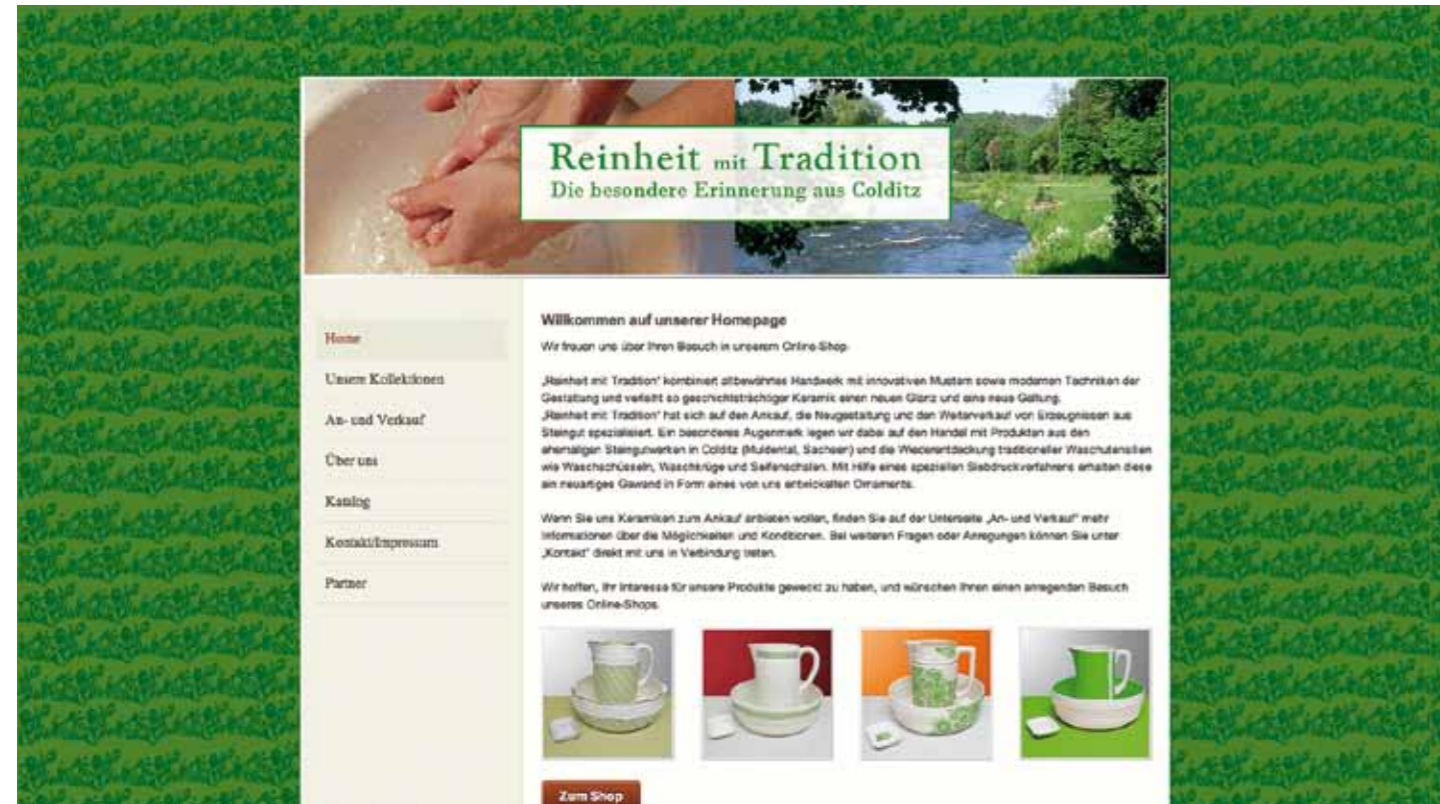 Reinheit mit Tradition
Die besondere Erinnerung aus Colditz
Home
Unsere Kollektionen
An- und Verkauf
Über uns
Katalog
Kontakt/Impressum
Partner
Willkommen auf unserer Homepage
Wir freuen uns über Ihren Besuch in unserem Online-Shop.
„Reinheit mit Tradition“ kombiniert altbewährtes Handwerk mit innovativen Mustern sowie modernen Techniken der
Gestaltung und verleiht so geschichtsträchtiger Keramik einen neuen Glanz und eine neue Geltung.
„Reinheit mit Tradition“ hat sich auf den Ankauf, die Neugestaltung und den Weiterverkauf von Erzeugnissen aus
Steingut spezialisiert. Ein besonderes Augenmerk legen wir dabei auf den Handel mit Produkten aus den
ehemaligen Steingutwerken in Colditz (Muldental, Sachsen) und die Wiederentdeckung traditioneller Waschutensilien
wie Waschschüsseln, Waschkrüge und Seifenschalen. Mit Hilfe eines speziellen Siebdruckverfahrens erhalten diese
ein neuartiges Gewand in Form eines von uns entwickelten Ornaments.
Wenn Sie uns Keramiken zum Ankauf anbieten wollen, finden Sie auf der Unterseite „An- und Verkauf“ mehr
Informationen über die Möglichkeiten und Konditionen. Bei weiteren Fragen oder Anregungen können Sie unter
„Kontakt“ direkt mit uns in Verbindung treten.
Wir hoffen, Ihr Interesse für unsere Produkte geweckt zu haben, und wünschen Ihnen einen anregenden Besuch
unseres Online-Shops.
Zum Shop